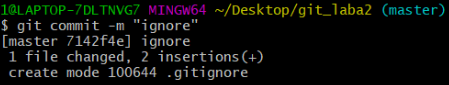 1@LAPTOP-7DLTNVG7 MINGW64 ~/Desktop/git_laba2 (master)
$ git commit -m "ignore"
[master 7142f4e] ignore
 1 file changed, 2 insertions(+)
 create mode 100644 .gitignore